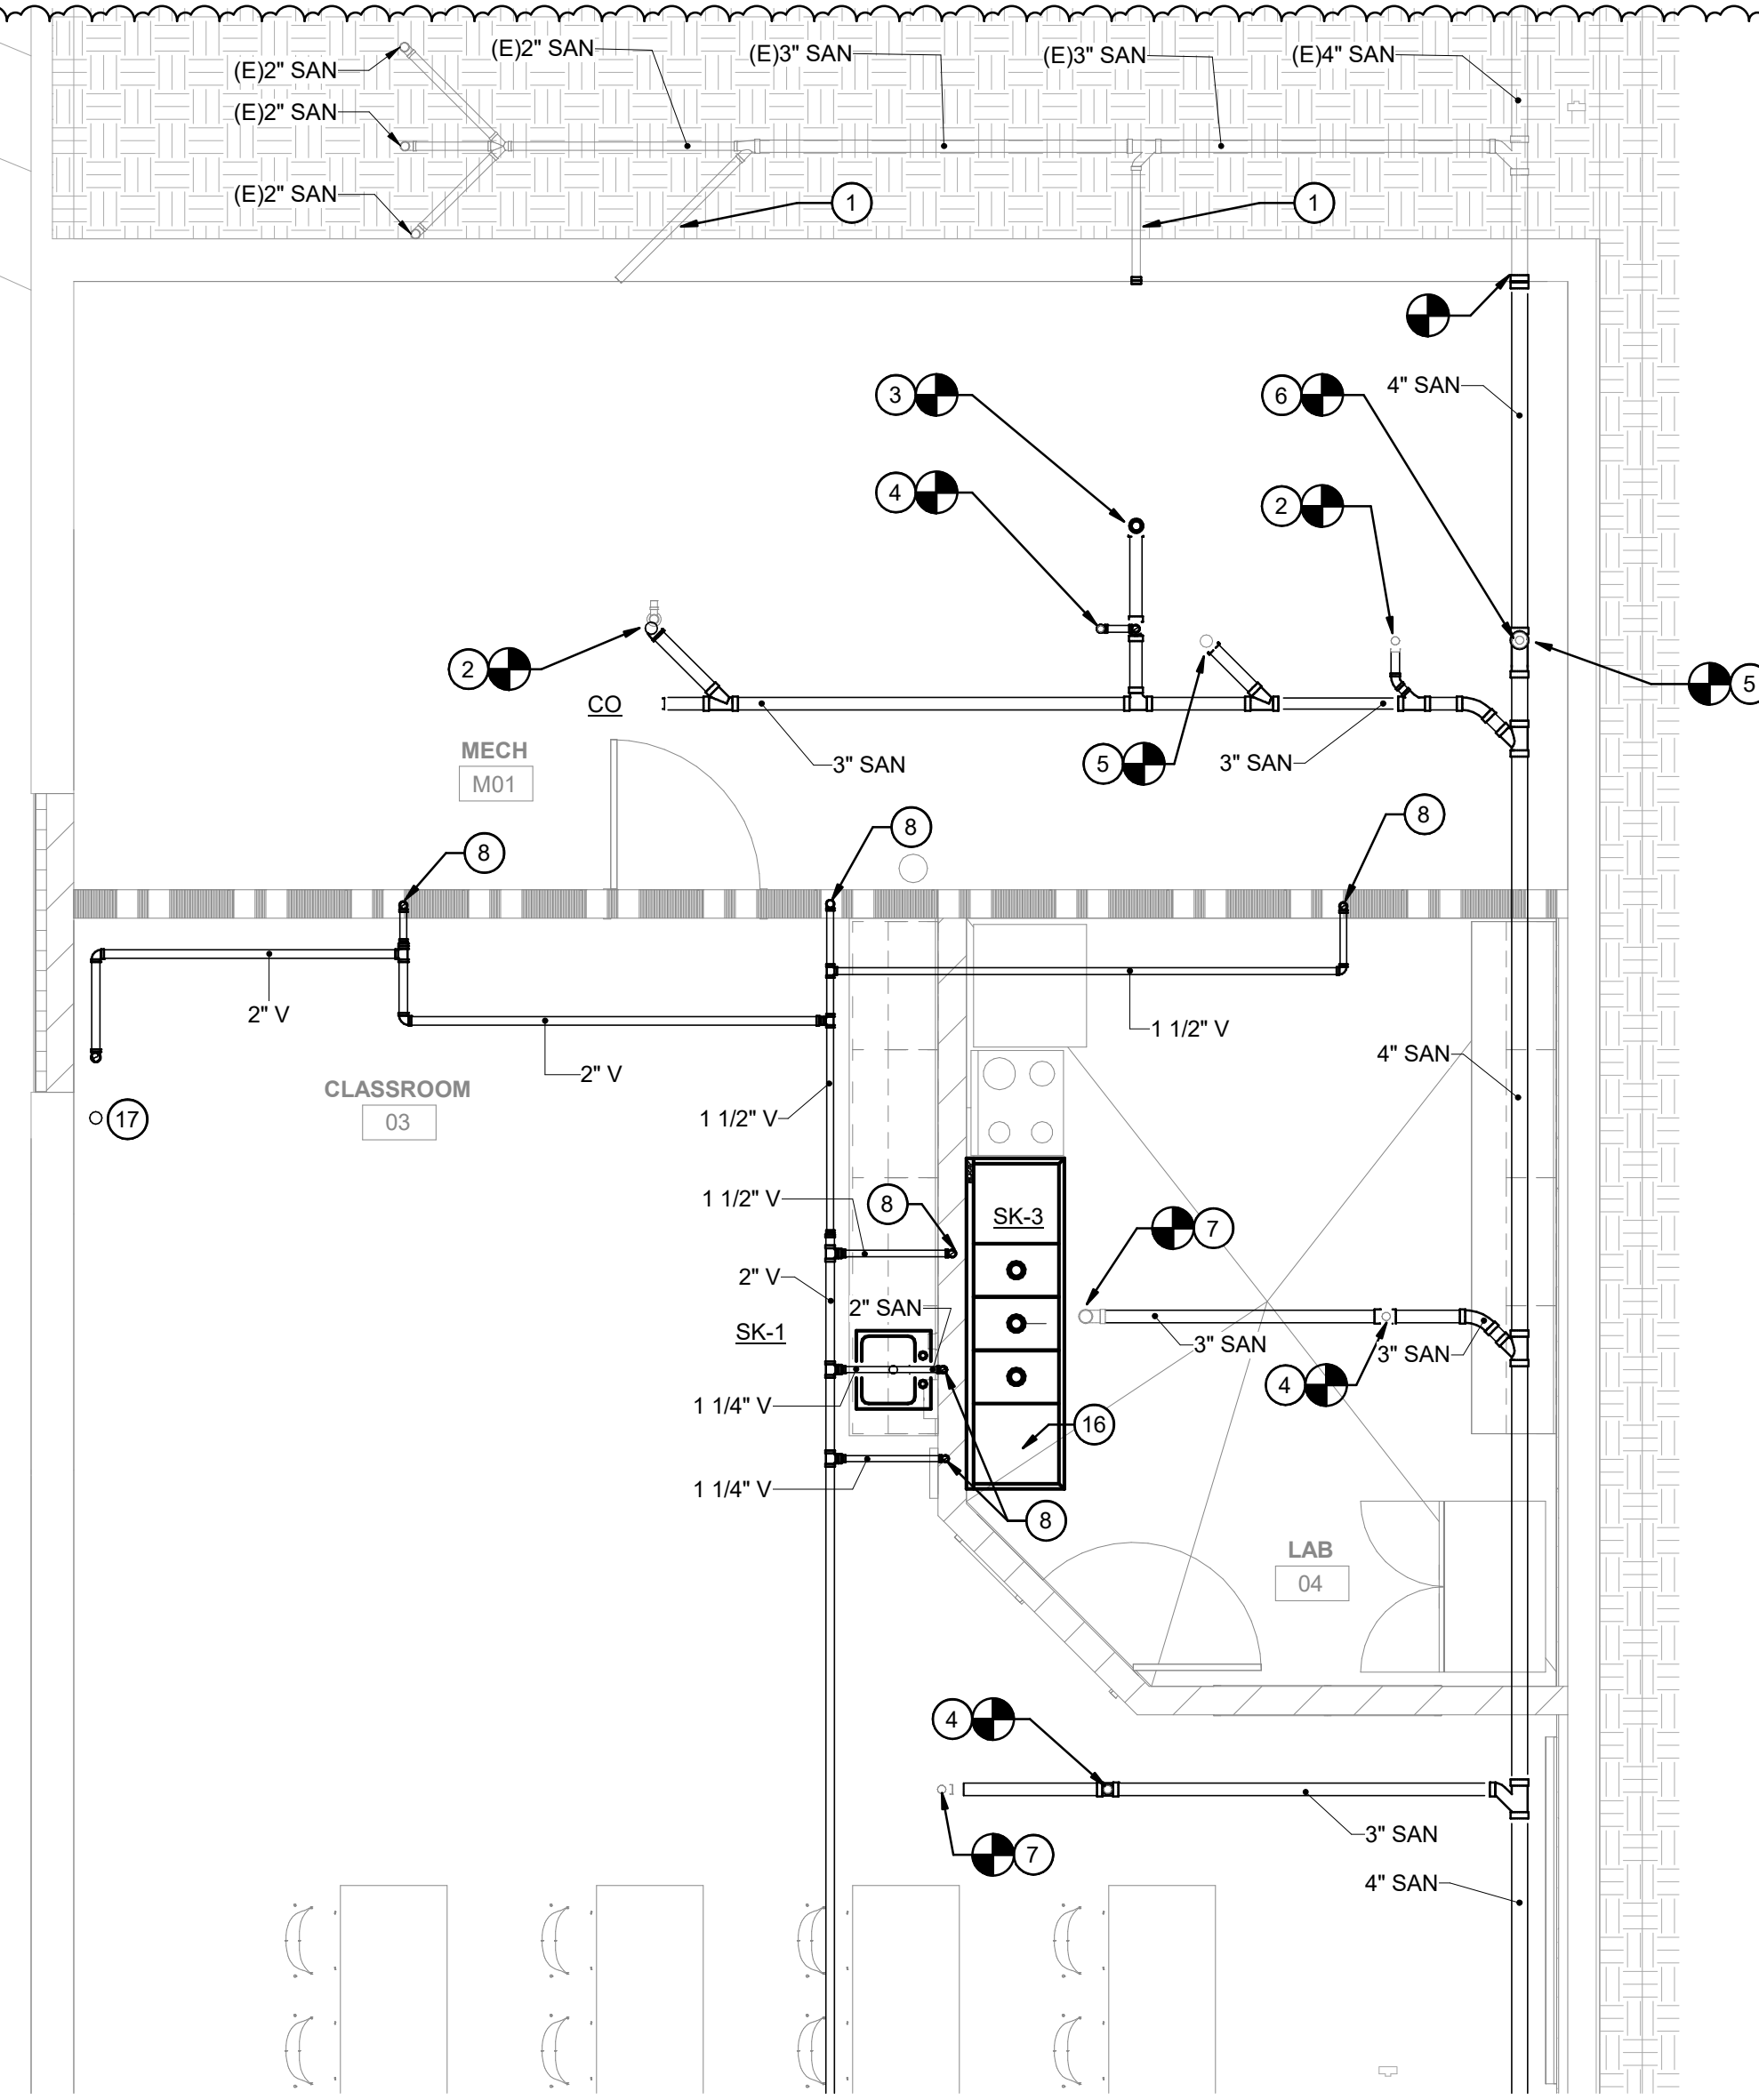 (E)2" SAN
(E)2" SAN
(E)3" SAN
(E)3" SAN
(E)4" SAN
(E)2" SAN
(E)2" SAN
1
1
3
6
4" SAN
4
2
2
5
CO
MECH
M01
3" SAN
5
3" SAN
8
8
8
2" V
1 1/2" V
2" V
4" SAN
CLASSROOM
03
17
1 1/2" V
1 1/2" V
8
SK-3
7
2" V
2" SAN
SK-1
3" SAN
3" SAN
4
1 1/4" V
16
1 1/4" V
8
LAB
04
4
3" SAN
7
4" SAN